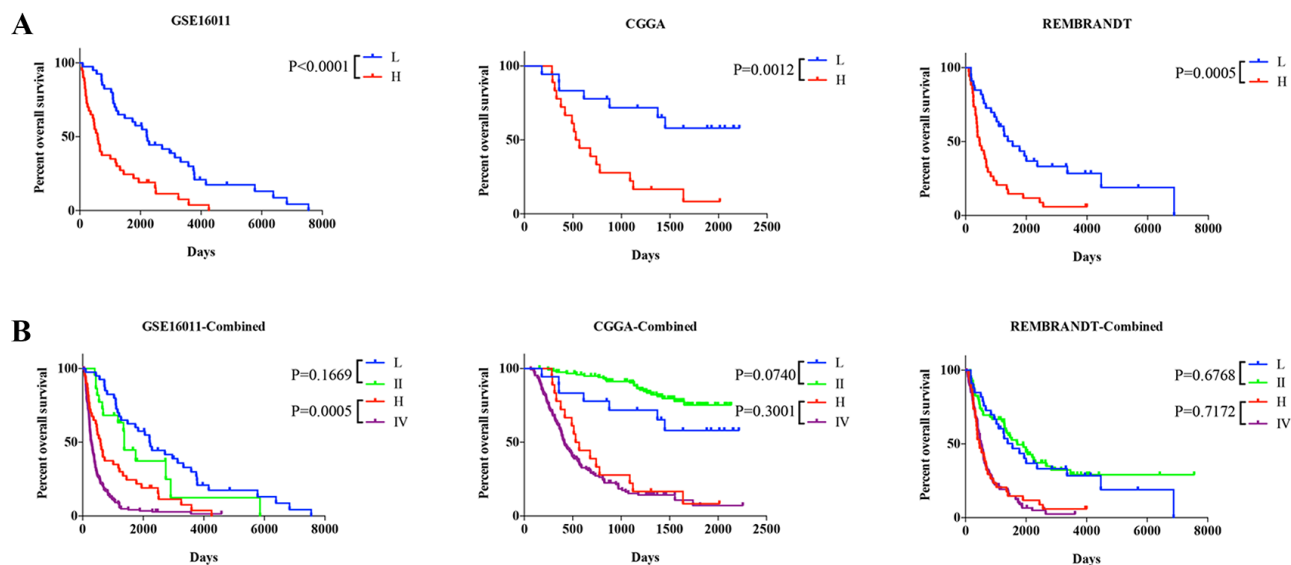 A
GSE16011
CGGA
REMBRANDT
Percent overall survival
100
50
0
0 2000 4000 6000 8000
Days
P<0.0001
L
H
Percent overall survival
100
50
0
0 500 1000 1500 2000 2500
Days
P=0.0012
L
H
Percent overall survival
100
50
0
0 2000 4000 6000 8000
Days
P=0.0005
L
H
B
GSE16011-Combined
CGGA-Combined
REMBRANDT-Combined
Percent overall survival
100
50
0
0 2000 4000 6000 8000
Days
P=0.1669
P=0.0005
L
II
H
IV
Percent overall survival
100
50
0
0 500 1000 1500 2000 2500
Days
P=0.0740
P=0.3001
L
II
H
IV
Percent overall survival
100
50
0
0 2000 4000 6000 8000
Days
P=0.6768
P=0.7172
L
II
H
IV